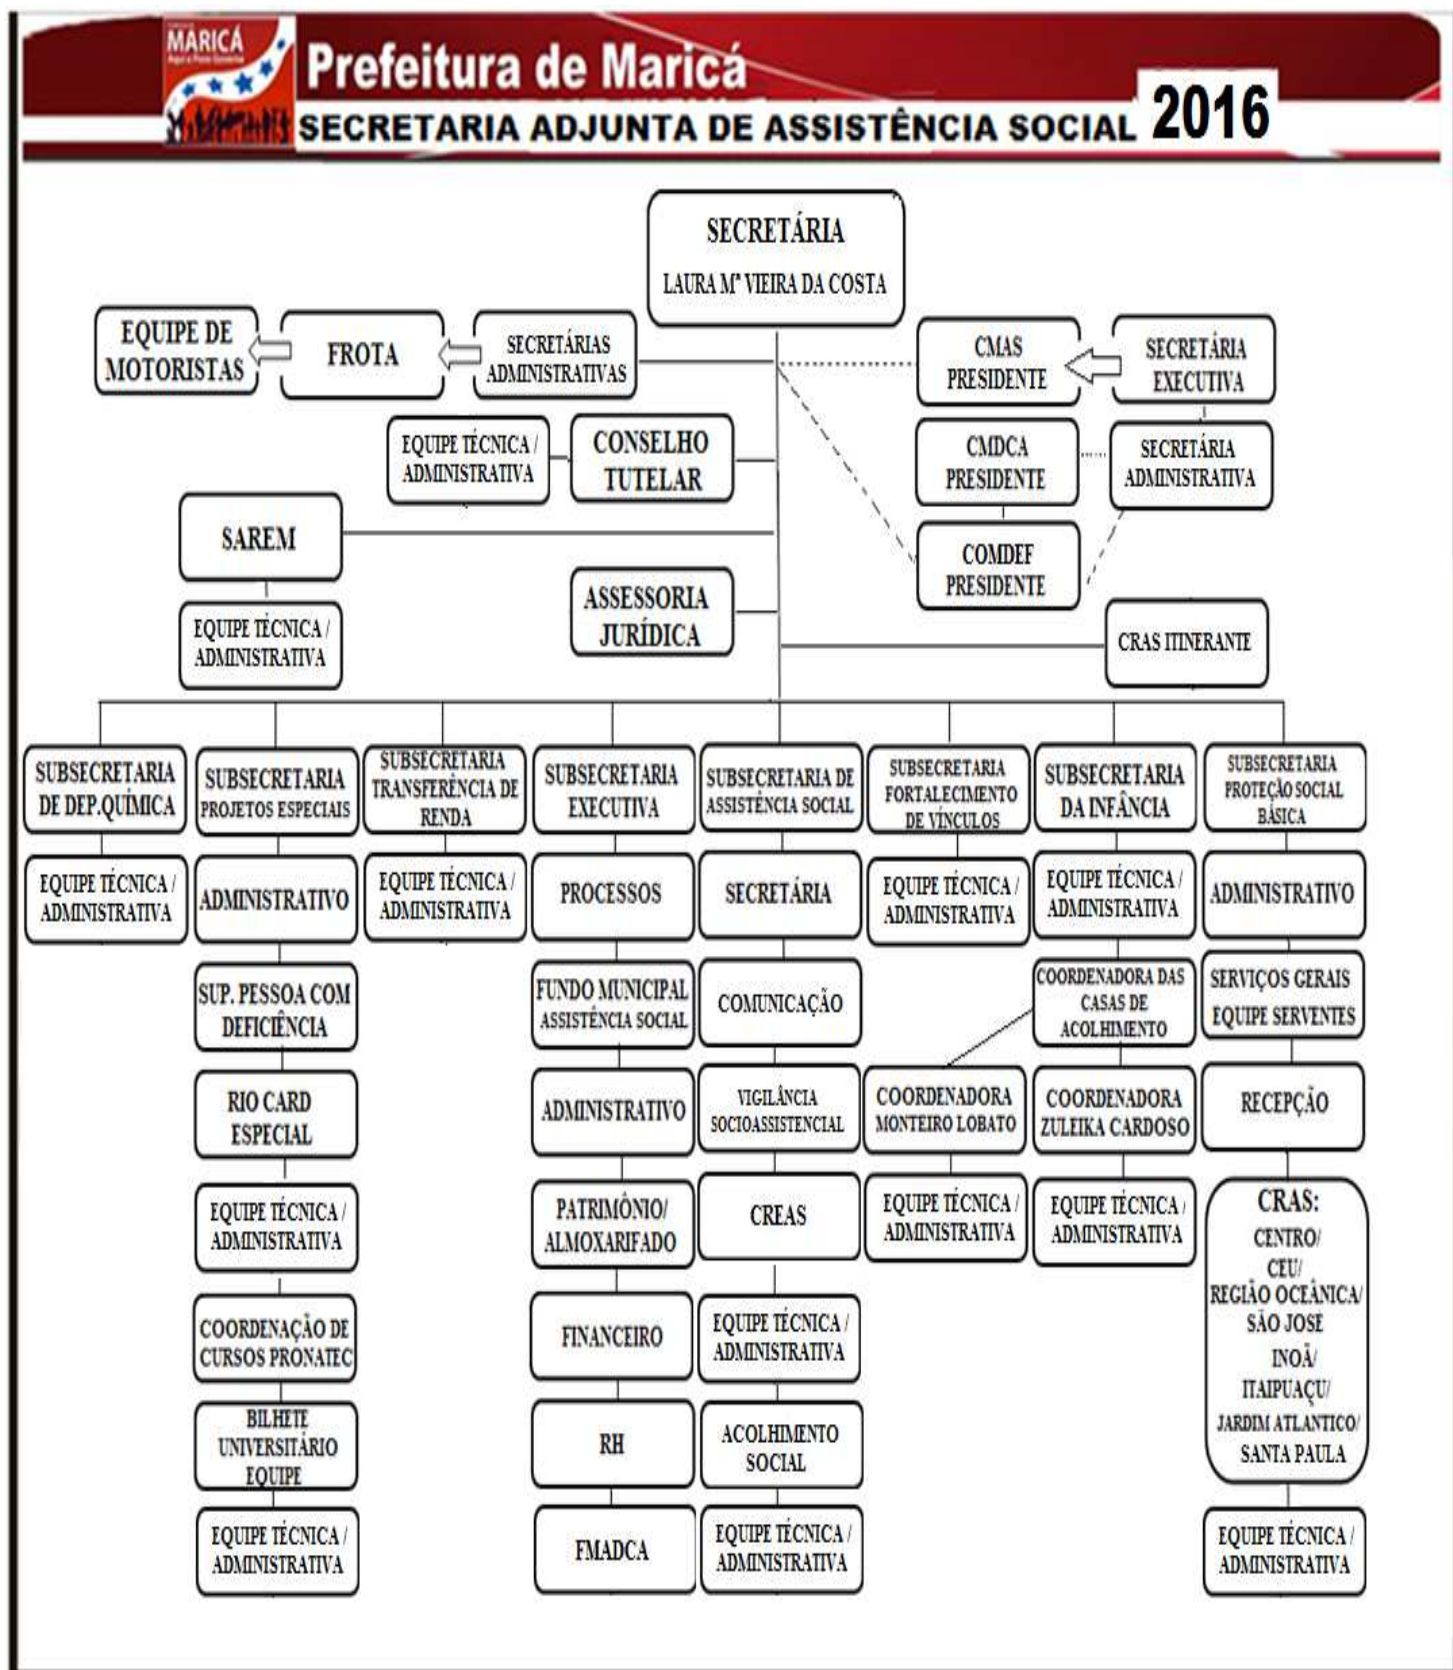 MARICÁ
Prefeitura de Maricá
SECRETARIA ADJUNTA DE ASSISTÊNCIA SOCIAL 2016
SECRETÁRIA
LAURA Mª VIEIRA DA COSTA
EQUIPE DE
MOTORISTAS
FROTA
SECRETÁRIAS
ADMINISTRATIVAS
CMAS
PRESIDENTE
SECRETÁRIA
EXECUTIVA
EQUIPE TÉCNICA /
ADMINISTRATIVA
CONSELHO
TUTELAR
CMDCA
PRESIDENTE
SECRETÁRIA
ADMINISTRATIVA
SAREM
COMDEF
PRESIDENTE
EQUIPE TÉCNICA /
ADMINISTRATIVA
ASSESSORIA
JURÍDICA
CRAS ITINERANTE
SUBSECRETARIA
DE DEP.QUÍMICA
EQUIPE TÉCNICA /
ADMINISTRATIVA
SUBSECRETARIA
PROJETOS ESPECIAIS
ADMINISTRATIVO
SUP. PESSOA COM
DEFICIÊNCIA
RIO CARD
ESPECIAL
EQUIPE TÉCNICA /
ADMINISTRATIVA
COORDENAÇÃO DE
CURSOS PRONATEC
BILHETE
UNIVERSITÁRIO
EQUIPE
EQUIPE TÉCNICA /
ADMINISTRATIVA
SUBSECRETARIA
TRANSFERÊNCIA DE
RENDA
EQUIPE TÉCNICA /
ADMINISTRATIVA
SUBSECRETARIA
EXECUTIVA
PROCESSOS
FUNDO MUNICIPAL
ASSISTÊNCIA SOCIAL
ADMINISTRATIVO
PATRIMÔNIO/
ALMOXARIFADO
FINANCEIRO
RH
FMADCA
SUBSECRETARIA DE
ASSISTÊNCIA SOCIAL
SECRETÁRIA
COMUNICAÇÃO
VIGILÂNCIA
SOCIOASSISTENCIAL
CREAS
EQUIPE TÉCNICA /
ADMINISTRATIVA
ACOLHIMENTO
SOCIAL
EQUIPE TÉCNICA /
ADMINISTRATIVA
SUBSECRETARIA
FORTALECIMENTO
DE VÍNCULOS
EQUIPE TÉCNICA /
ADMINISTRATIVA
COORDENADORA
MONTEIRO LOBATO
EQUIPE TÉCNICA /
ADMINISTRATIVA
SUBSECRETARIA
DA INFÂNCIA
EQUIPE TÉCNICA /
ADMINISTRATIVA
COORDENADORA DAS
CASAS DE
ACOLHIMENTO
COORDENADORA
ZULEIKA CARDOSO
EQUIPE TÉCNICA /
ADMINISTRATIVA
SUBSECRETARIA
PROTEÇÃO SOCIAL
BÁSICA
ADMINISTRATIVO
SERVIÇOS GERAIS
EQUIPE SERVENTES
RECEPÇÃO
CRAS:
CENTRO/
CEU/
REGIÃO OCEÂNICA/
SÃO JOSÉ
INOÃ/
ITAIPUAÇU/
JARDIM ATLANTICO/
SANTA PAULA
EQUIPE TÉCNICA /
ADMINISTRATIVA